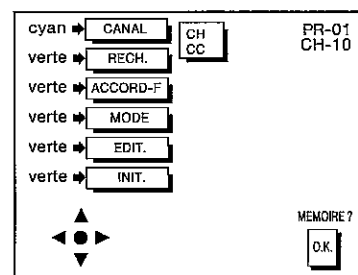 cyan CANAL
CH
CC
PR-01
CH-10
verte RECH.
verte ACCORD-F
verte MODE
verte EDIT.
verte INIT.
MEMOIRE ?
O.K.